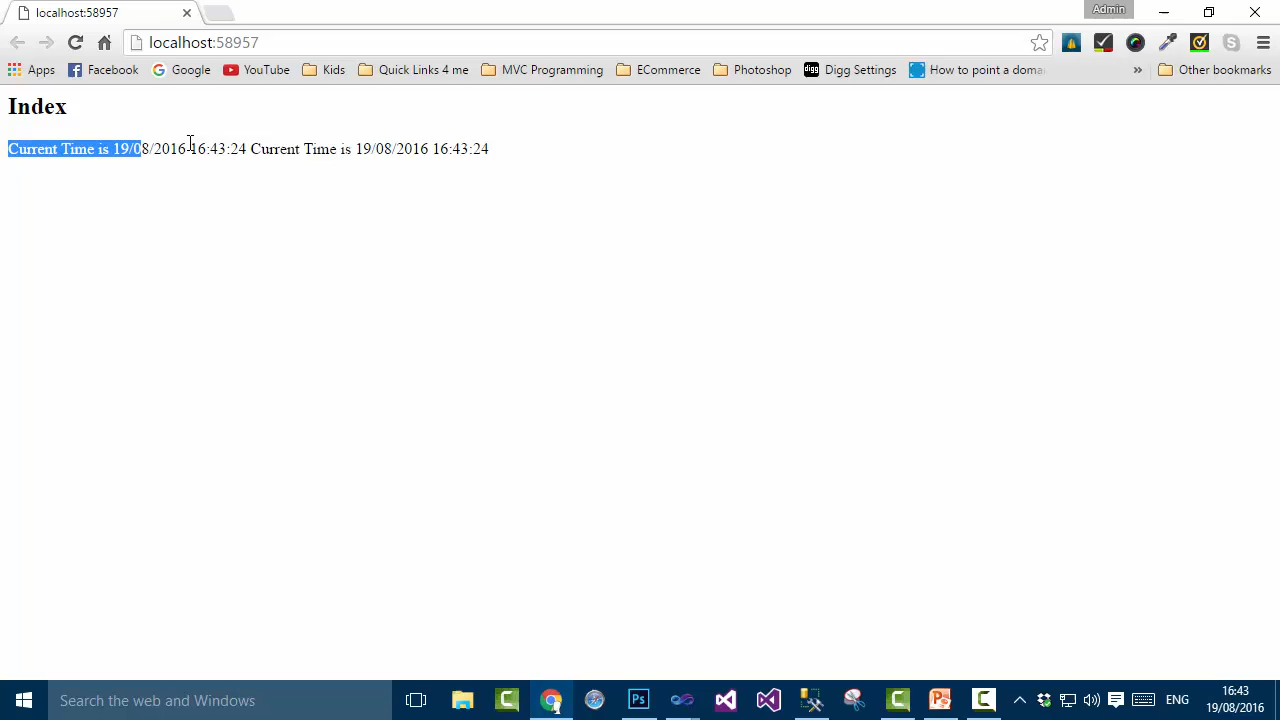 localhost:58957
Admin
localhost:58957
Apps Facebook Google YouTube Kids Quick Links 4 me MVC Programming ECommerce Photoshop digg Digg Settings How to point a doma » Other bookmarks
Index
Current Time is 19/08/2016 16:43:24 Current Time is 19/08/2016 16:43:24
Search the web and Windows
Ps
ENG
16:43
19/08/2016